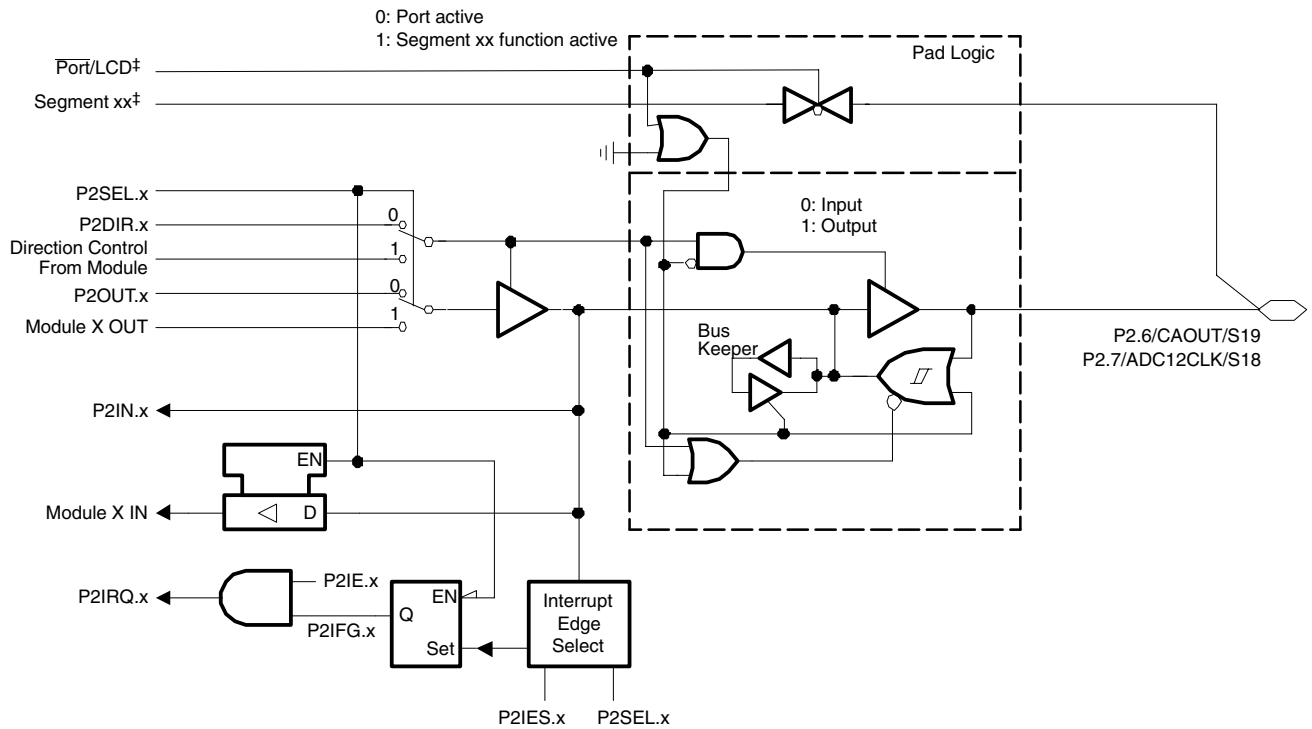 0: Port active
1: Segment xx function active
Pad Logic
Port/LCD‡
Segment xx‡
P2SEL.x
0
P2DIR.x
1
Direction Control
From Module
0
P2OUT.x
1
Module X OUT
0: Input
1: Output
Bus
Keeper
P2.6/CAOUT/S19
P2.7/ADC12CLK/S18
P2IN.x
EN
Module X IN
D
P2IE.x
P2IRQ.x
P2IFG.x
EN
Q
Set
Interrupt
Edge
Select
P2IES.x
P2SEL.x